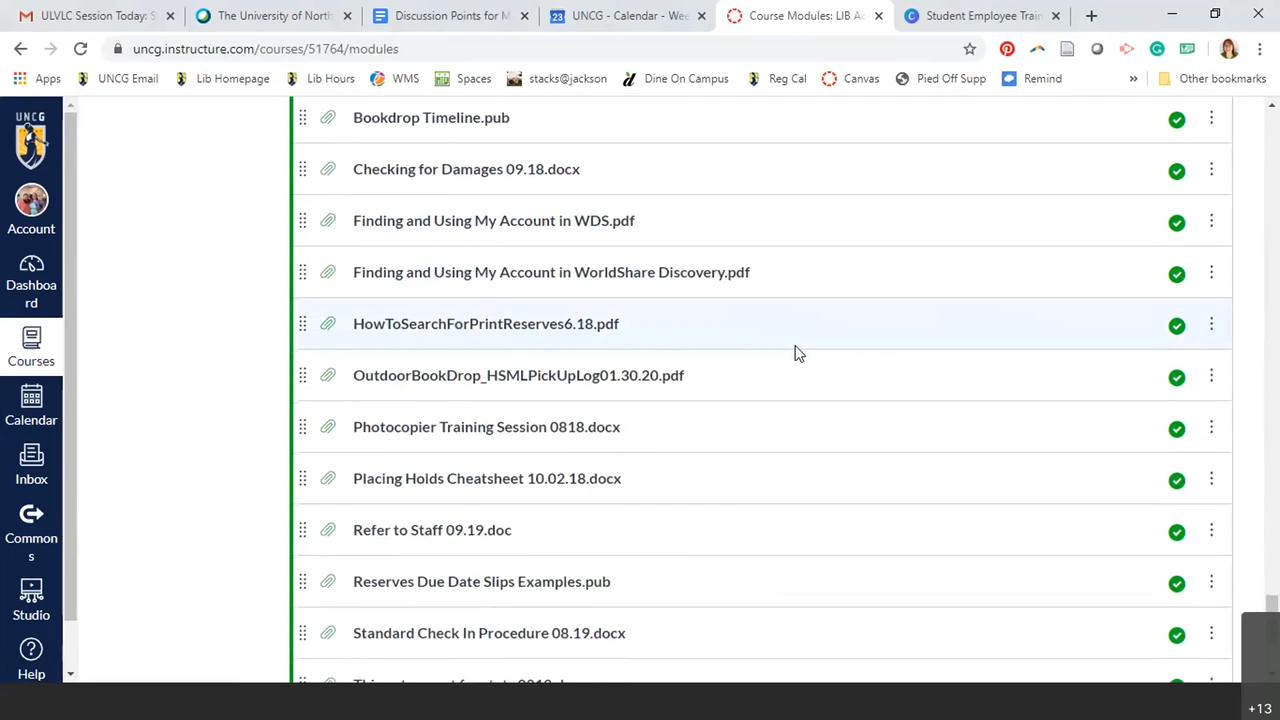 ULVLC Session Today: S
The University of North
Discussion Points for M
UNCG - Calendar - Wee
Course Modules: LIB Ac
Student Employee Train
uncg.instructure.com/courses/51764/modules
Apps
UNCG Email
Lib Homepage
Lib Hours
WMS
Spaces
stacks@jackson
Dine On Campus
Reg Cal
Canvas
Pied Off Supp
Remind
»
Other bookmarks
UNCG
Account
Dashboa
rd
Courses
Calendar
Inbox
Common
s
Studio
Help
Bookdrop Timeline.pub
Checking for Damages 09.18.docx
Finding and Using My Account in WDS.pdf
Finding and Using My Account in WorldShare Discovery.pdf
HowToSearchForPrintReserves6.18.pdf
OutdoorBookDrop_HSMLPickUpLog01.30.20.pdf
Photocopier Training Session 0818.docx
Placing Holds Cheatsheet 10.02.18.docx
Refer to Staff 09.19.doc
Reserves Due Date Slips Examples.pub
Standard Check In Procedure 08.19.docx
+13